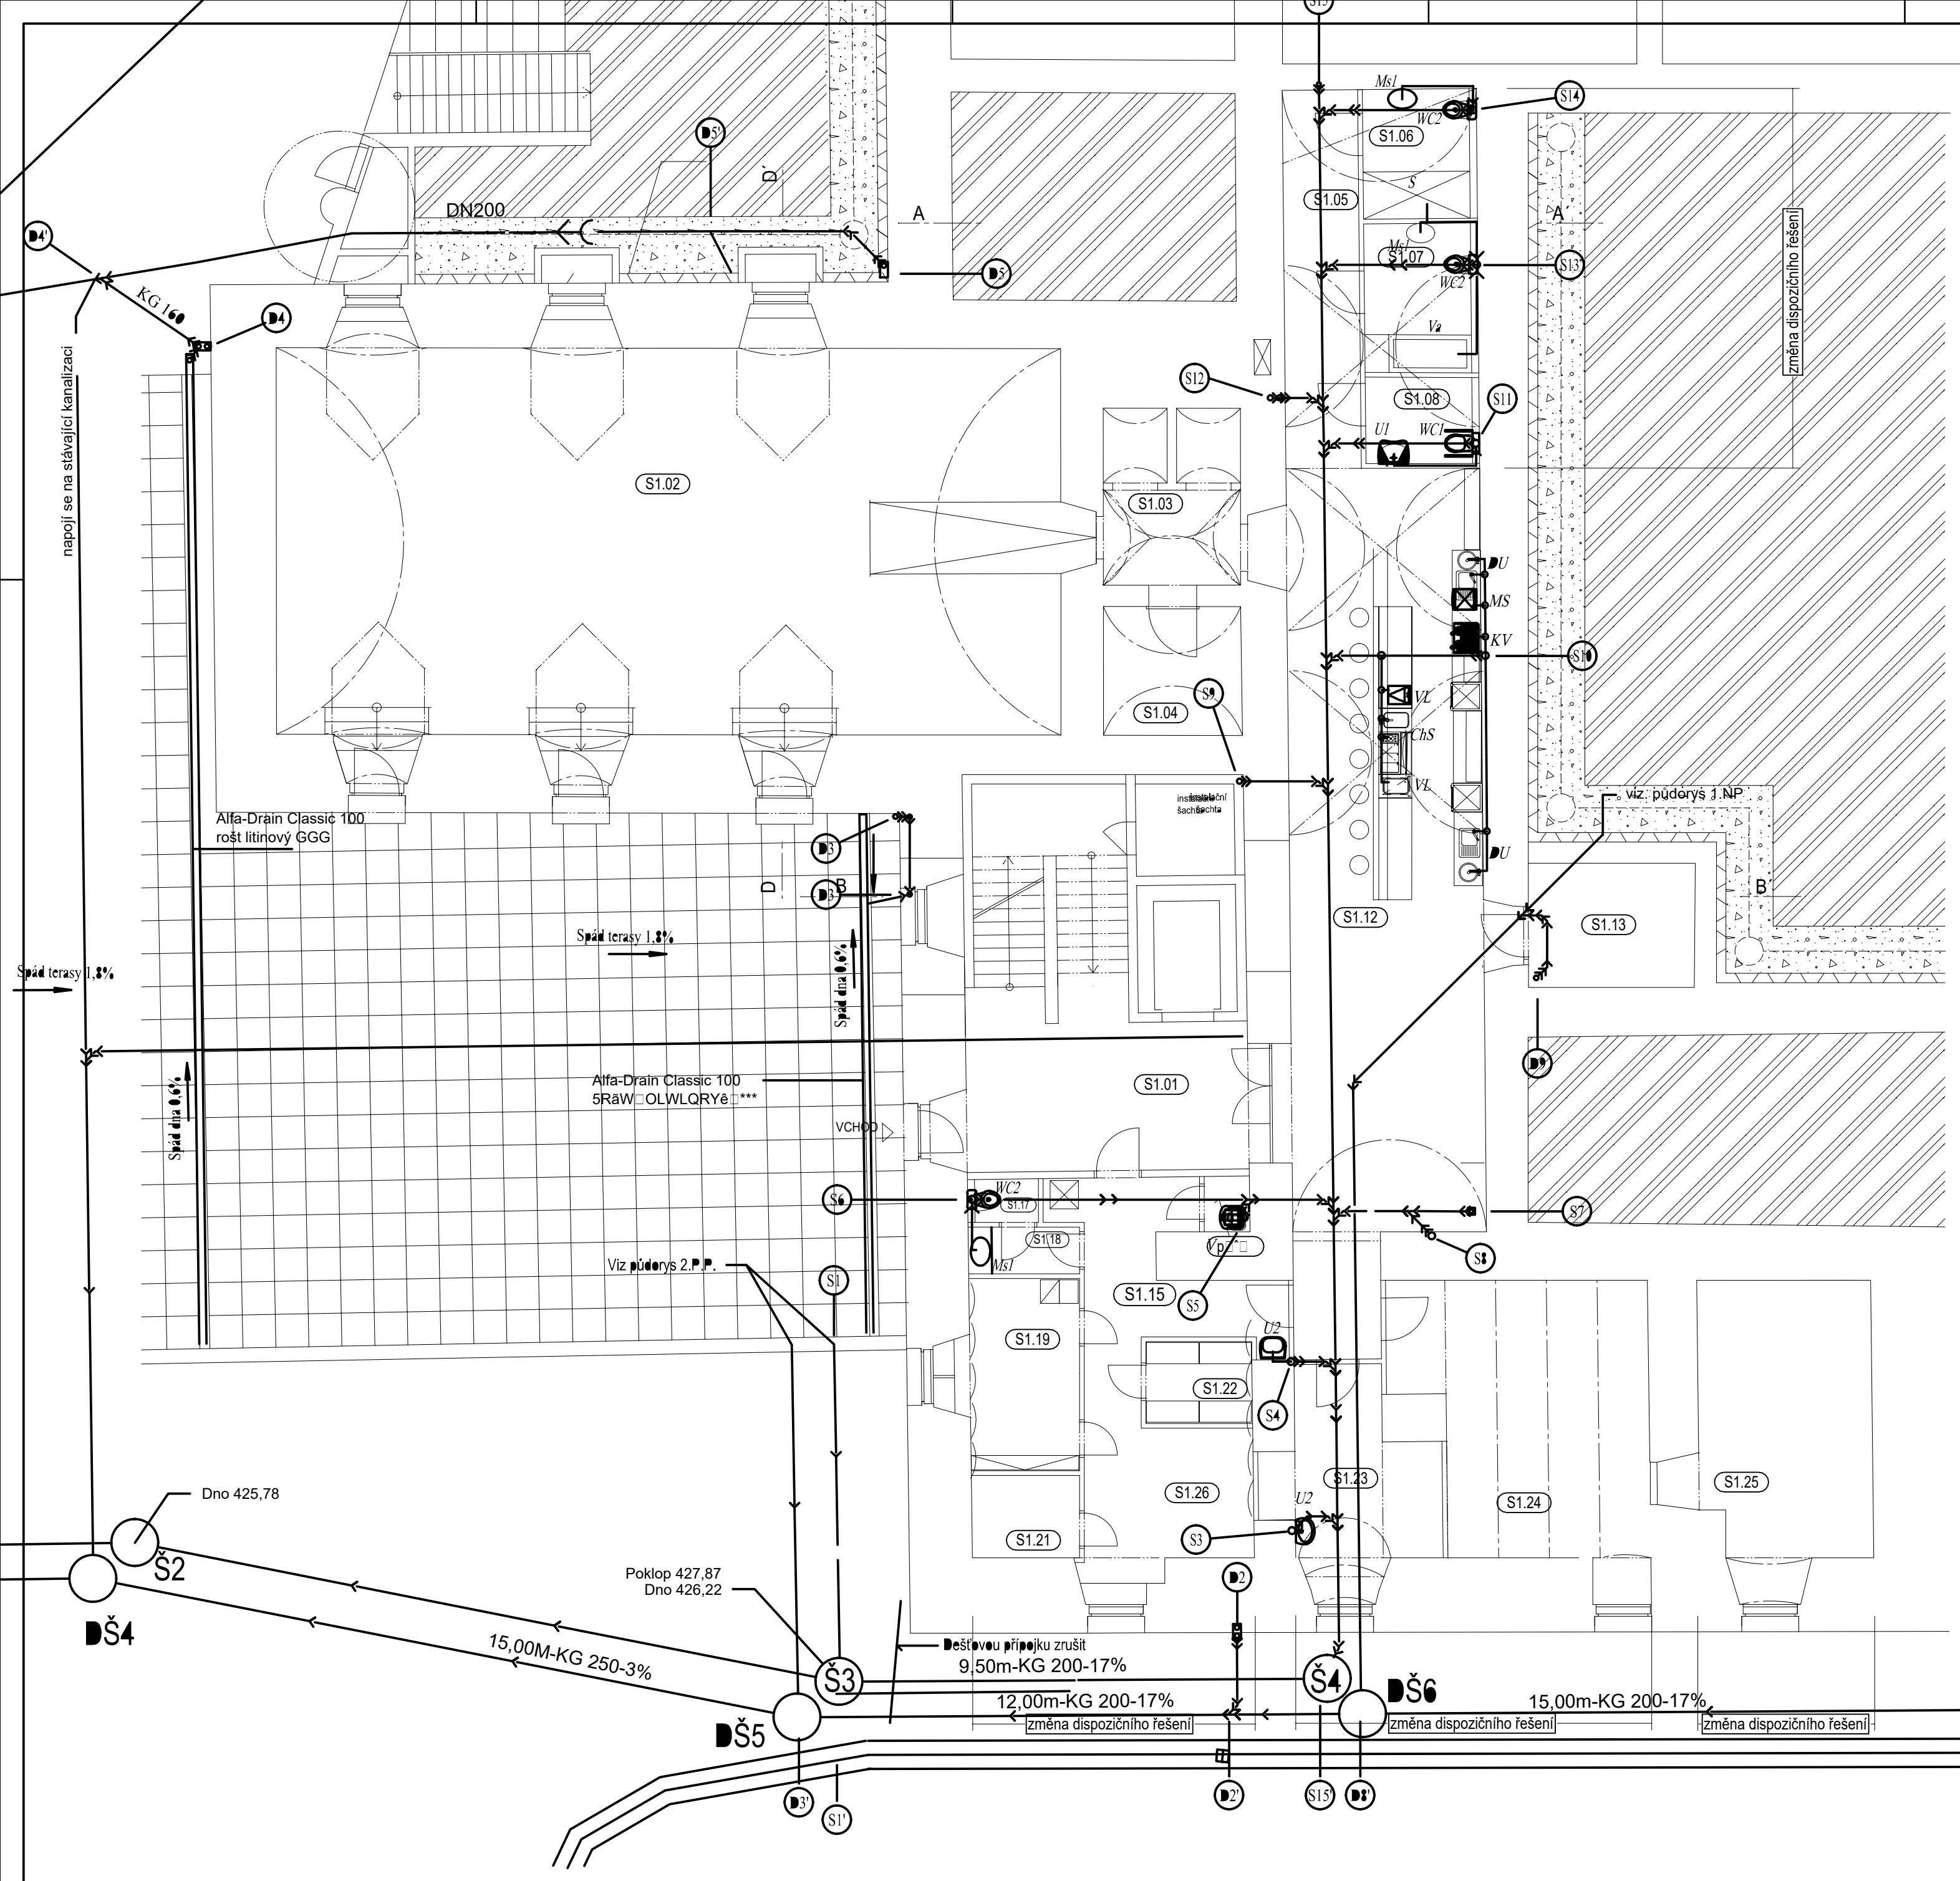 S15
Ms1
S14
WC2
S1.06
D5'
D'
S
S1.05
DN200
A
A'
D4'
Ms1
S1.07
S13
WC2
D5
KG 160
D4
změna dispozičního řešení
Va
napojí se na stávající kanalizaci
S12
S1.08
S11
U1
WC1
S1.02
S1.03
DU
MS
KV
S10
S9
VL
S1.04
ChS
VL
instalační
šachta
viz. půdorys 1.NP
Alfa-Drain Classic 100
rošt litinový GGG
D3
DU
D
B
D3
B'
S1.12
S1.13
Spád terasy 1,8%
Spád terasy 1,8%
Spád dna 0,6%
D9
Spád dna 0,6%
Alfa-Drain Classic 100
5RãW□OLWLQRYê□***
S1.01
VCHOD
S6
WC2
S1.17
S7
S1.18
S8
Ms1
Viz půdorys 2.P.P.
S1
S1.15
S5
S1.19
U2
S1.22
S4
S1.23
S1.25
S1.26
S1.24
U2
Dno 425,78
S3
S1.21
Š2
Poklop 427,87
Dno 426,22
D2
DŠ4
15,00M-KG 250-3%
Dešťovou přípojku zrušit
9,50m-KG 200-17%
Š3
Š4
DŠ6
12,00m-KG 200-17%
15,00m-KG 200-17%
DŠ5
změna dispozičního řešení
změna dispozičního řešení
změna dispozičního řešení
D3'
S1'
D2'
S15'
D8'